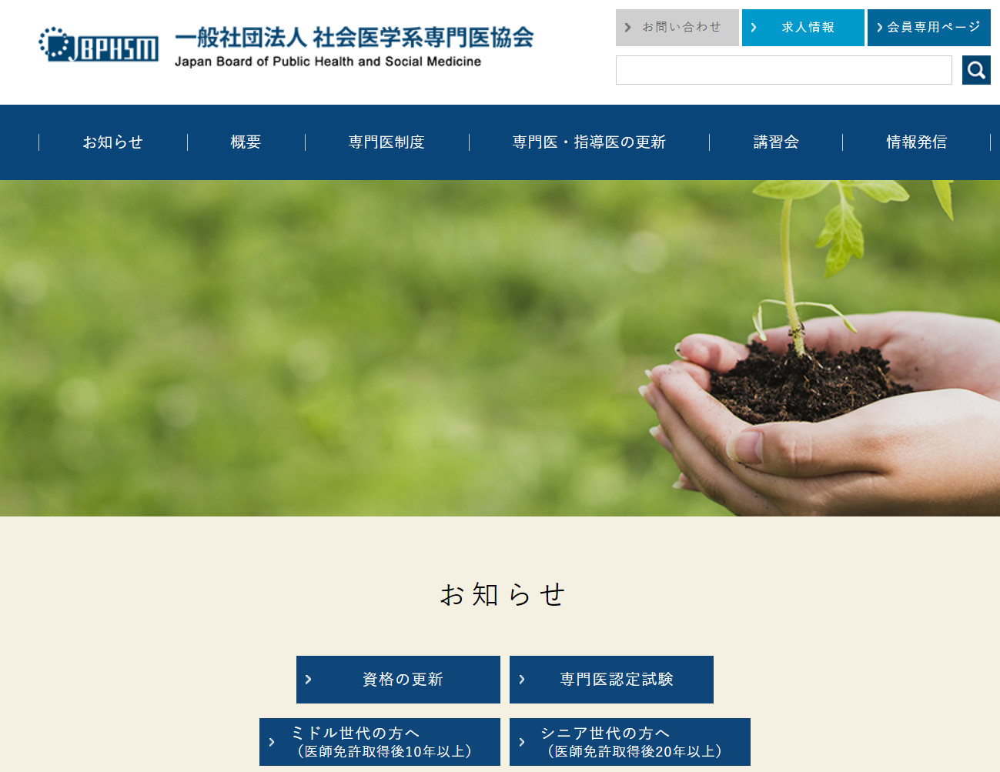 JBPHSM
一般社団法人 社会医学系専門医協会
Japan Board of Public Health and Social Medicine
お問い合わせ
求人情報
会員専用ページ
お知らせ
概要
専門医制度
専門医・指導医の更新
講習会
情報発信
お知らせ
資格の更新
専門医認定試験
ミドル世代の方へ
（医師免許取得後10年以上）
シニア世代の方へ
（医師免許取得後20年以上）